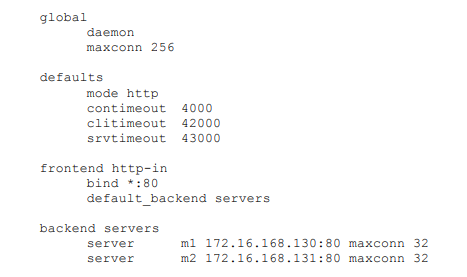 global
daemon
maxconn 256
defaults
mode http
contimeout 4000
clitimeout 42000
srvtimeout 43000
frontend http-in
bind *:80
default_backend servers
backend servers
server m1 172.16.168.130:80 maxconn 32
server m2 172.16.168.131:80 maxconn 32